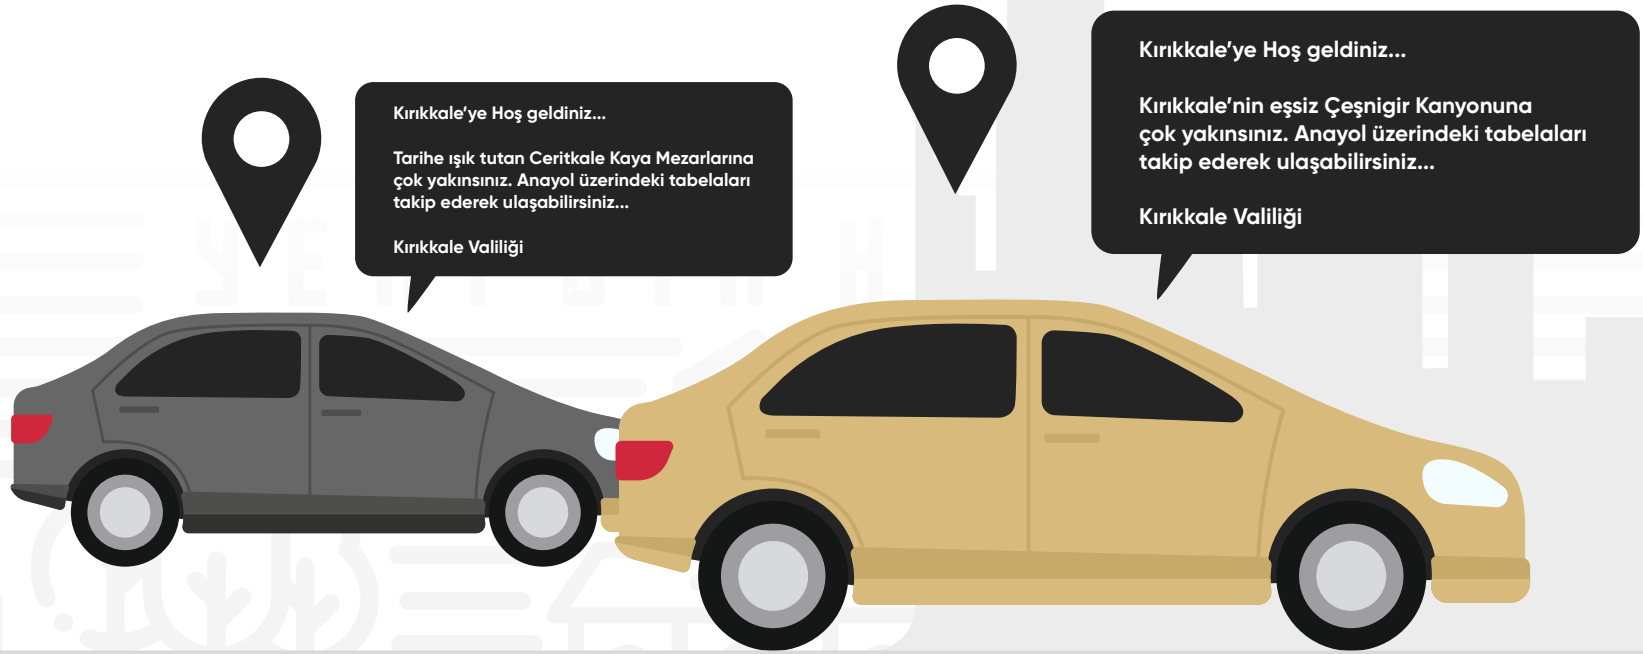 Kırıkkale’ye Hoş geldiniz...
Tarihe ışık tutan Ceritkale Kaya Mezarlarına
çok yakınsınız. Anayol üzerindeki tabelaları
takip ederek ulaşabilirsiniz...
Kırıkkale Valiliği
Kırıkkale’ye Hoş geldiniz...
Kırıkkale’nin eşsiz Çeşnigir Kanyonuna
çok yakınsınız. Anayol üzerindeki tabelaları
takip ederek ulaşabilirsiniz...
Kırıkkale Valiliği